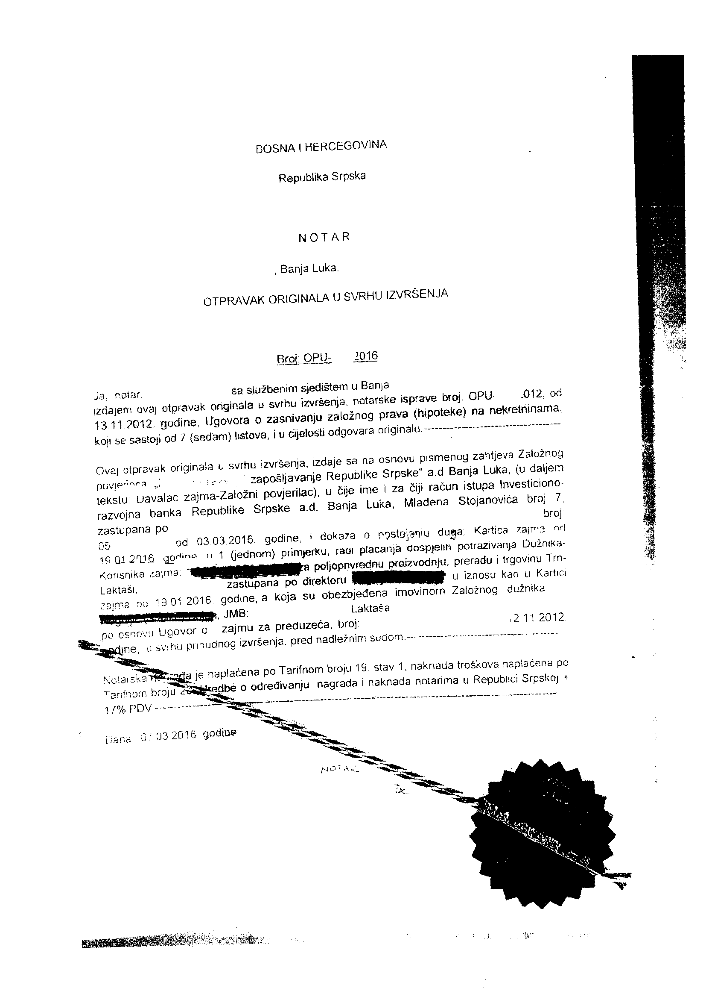 BOSNA I HERCEGOVINA
Republika Srpska
NOTAR
, Banja Luka,
OTPRAVAK ORIGINALA U SVRHU IZVRŠENJA
Broj: OPU- 2016
Ja, notar, sa službenim sjedištem u Banja
izdajem ovaj otpravak originala u svrhu izvršenja, notarske isprave broj: OPU- 012, od
13.11.2012. godine, Ugovora o zasnivanju založnog prava (hipoteke) na nekretninama,
koji se sastoji od 7 (sedam) listova, i u cijelosti odgovara originalu.---
Ovaj otpravak originala u svrhu izvršenja, izdaje se na osnovu pismenog zahtjeva Založnog
povjerioca „ zapošljavanje Republike Srpske“ a.d Banja Luka, (u daljem
tekstu: Davalac zajma-Založni povjerilac), u čije ime i za čiji račun istupa Investiciono-
razvojna banka Republike Srpske a.d. Banja Luka, Mladena Stojanovića broj 7,
zastupana po , broj:
05 od 03.03.2016. godine, i dokaza o postojanju duga: Kartica zajma od
19.01.2016 godine u 1 (jednom) primjerku, radi plaćanja dospjelih potraživanja Dužnika-
Korisnika zajma: za poljoprivrednu proizvodnju, preradu i trgovinu Trn-
Laktaši, , zastupana po direktoru u iznosu kao u Kartici
zajma od 19.01.2016. godine, a koja su obezbjeđena imovinom Založnog dužnika:
, JMB: Laktaša,
po osnovu Ugovor o zajmu za preduzeća, broj: 2.11.2012.
godine, u svrhu prinudnog izvršenja, pred nadležnim sudom.---
Notarska je naplaćena po Tarifnom broju 19. stav 1, naknada troškova naplaćena po
Tarifnom broju Uredbe o određivanju nagrada i naknada notarima u Republici Srpskoj +
17% PDV ---
Dana 07.03.2016 godine
NOTAR